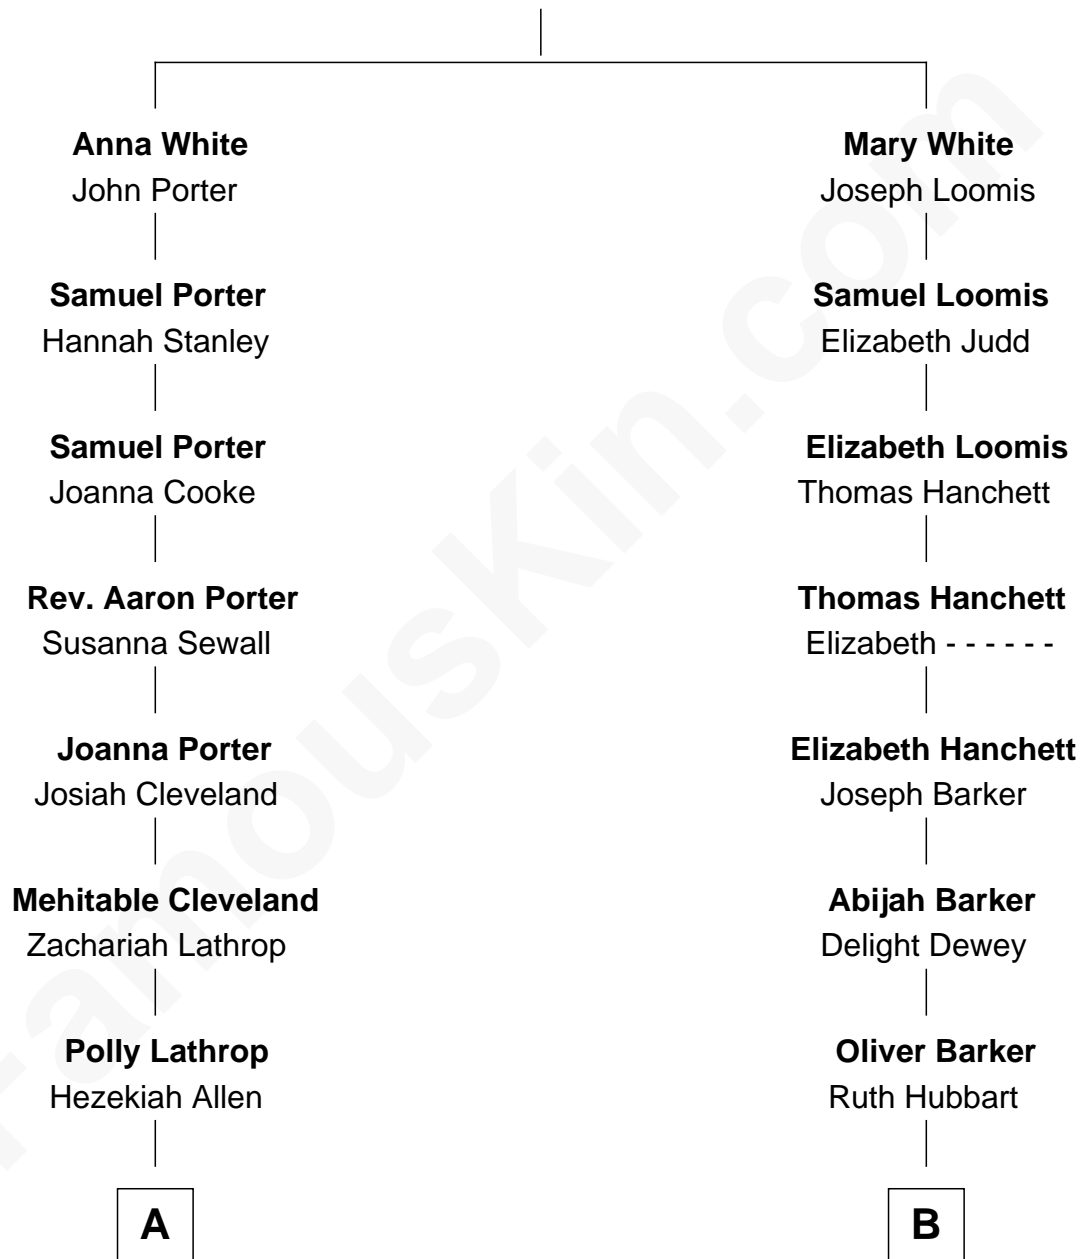 Anna White
John Porter
Samuel Porter
Hannah Stanley
Samuel Porter
Joanna Cooke
Rev. Aaron Porter
Susanna Sewall
Joanna Porter
Josiah Cleveland
Mehitable Cleveland
Zachariah Lathrop
Polly Lathrop
Hezekiah Allen
A
Mary White
Joseph Loomis
Samuel Loomis
Elizabeth Judd
Elizabeth Loomis
Thomas Hanchett
Thomas Hanchett
Elizabeth - - - - - -
Elizabeth Hanchett
Joseph Barker
Abijah Barker
Delight Dewey
Oliver Barker
Ruth Hubbart
B
FamousKin.com